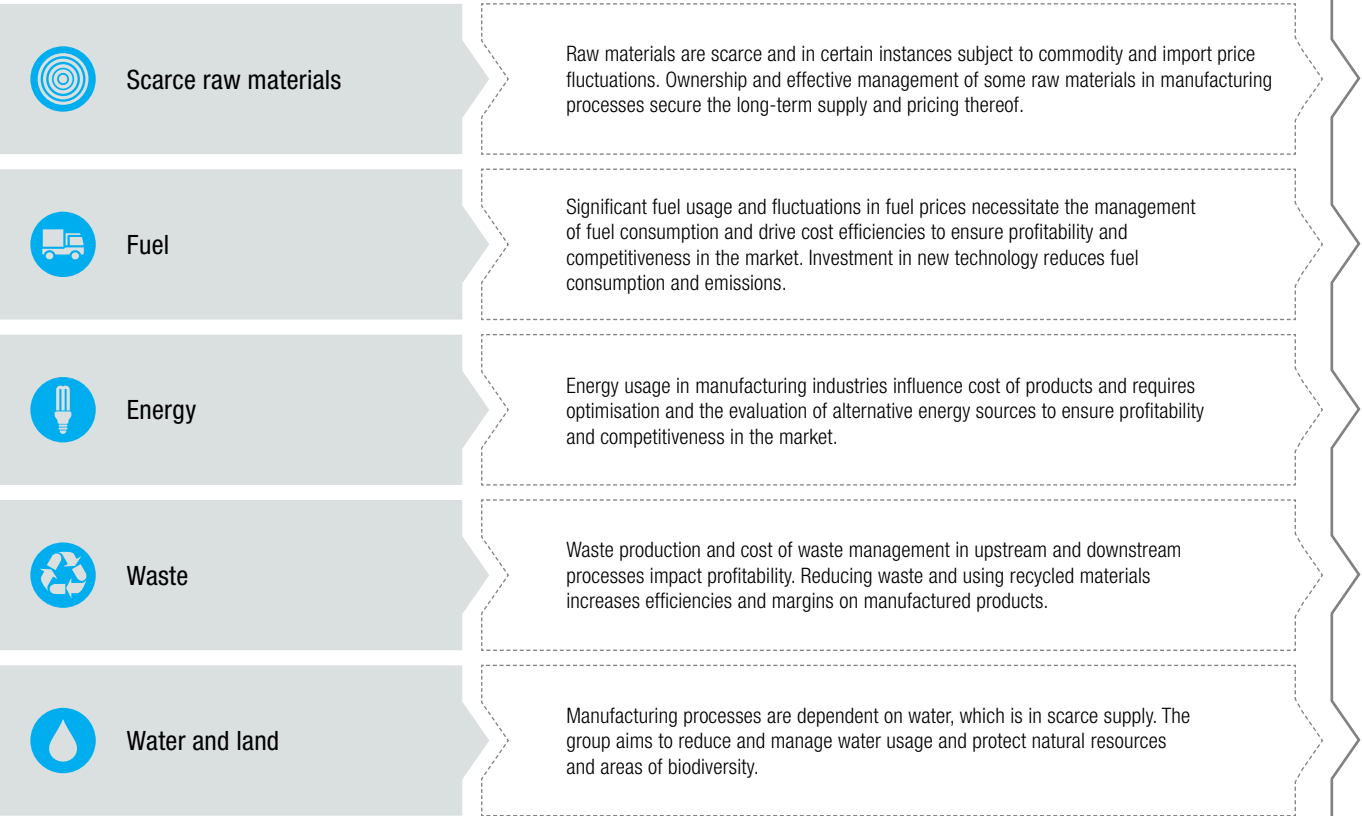 Scarce raw materials
Raw materials are scarce and in certain instances subject to commodity and import price
fluctuations. Ownership and effective management of some raw materials in manufacturing
processes secure the long-term supply and pricing thereof.
Fuel
Significant fuel usage and fluctuations in fuel prices necessitate the management
of fuel consumption and drive cost efficiencies to ensure profitability and
competitiveness in the market. Investment in new technology reduces fuel
consumption and emissions.
Energy
Energy usage in manufacturing industries influence cost of products and requires
optimisation and the evaluation of alternative energy sources to ensure profitability
and competitiveness in the market.
Waste
Waste production and cost of waste management in upstream and downstream
processes impact profitability. Reducing waste and using recycled materials
increases efficiencies and margins on manufactured products.
Water and land
Manufacturing processes are dependent on water, which is in scarce supply. The
group aims to reduce and manage water usage and protect natural resources
and areas of biodiversity.